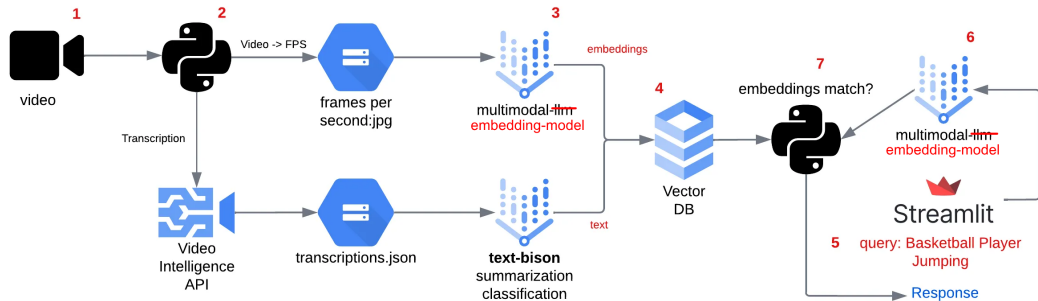 1
2
3
4
5
6
7
video
Video -> FPS
Transcription
frames per
second:jpg
multimodal-llm
embedding-model
embeddings
Video
Intelligence
API
transcriptions.json
text-bison
summarization
classification
text
Vector
DB
embeddings match?
multimodal-llm
embedding-model
Streamlit
query: Basketball Player
Jumping
Response